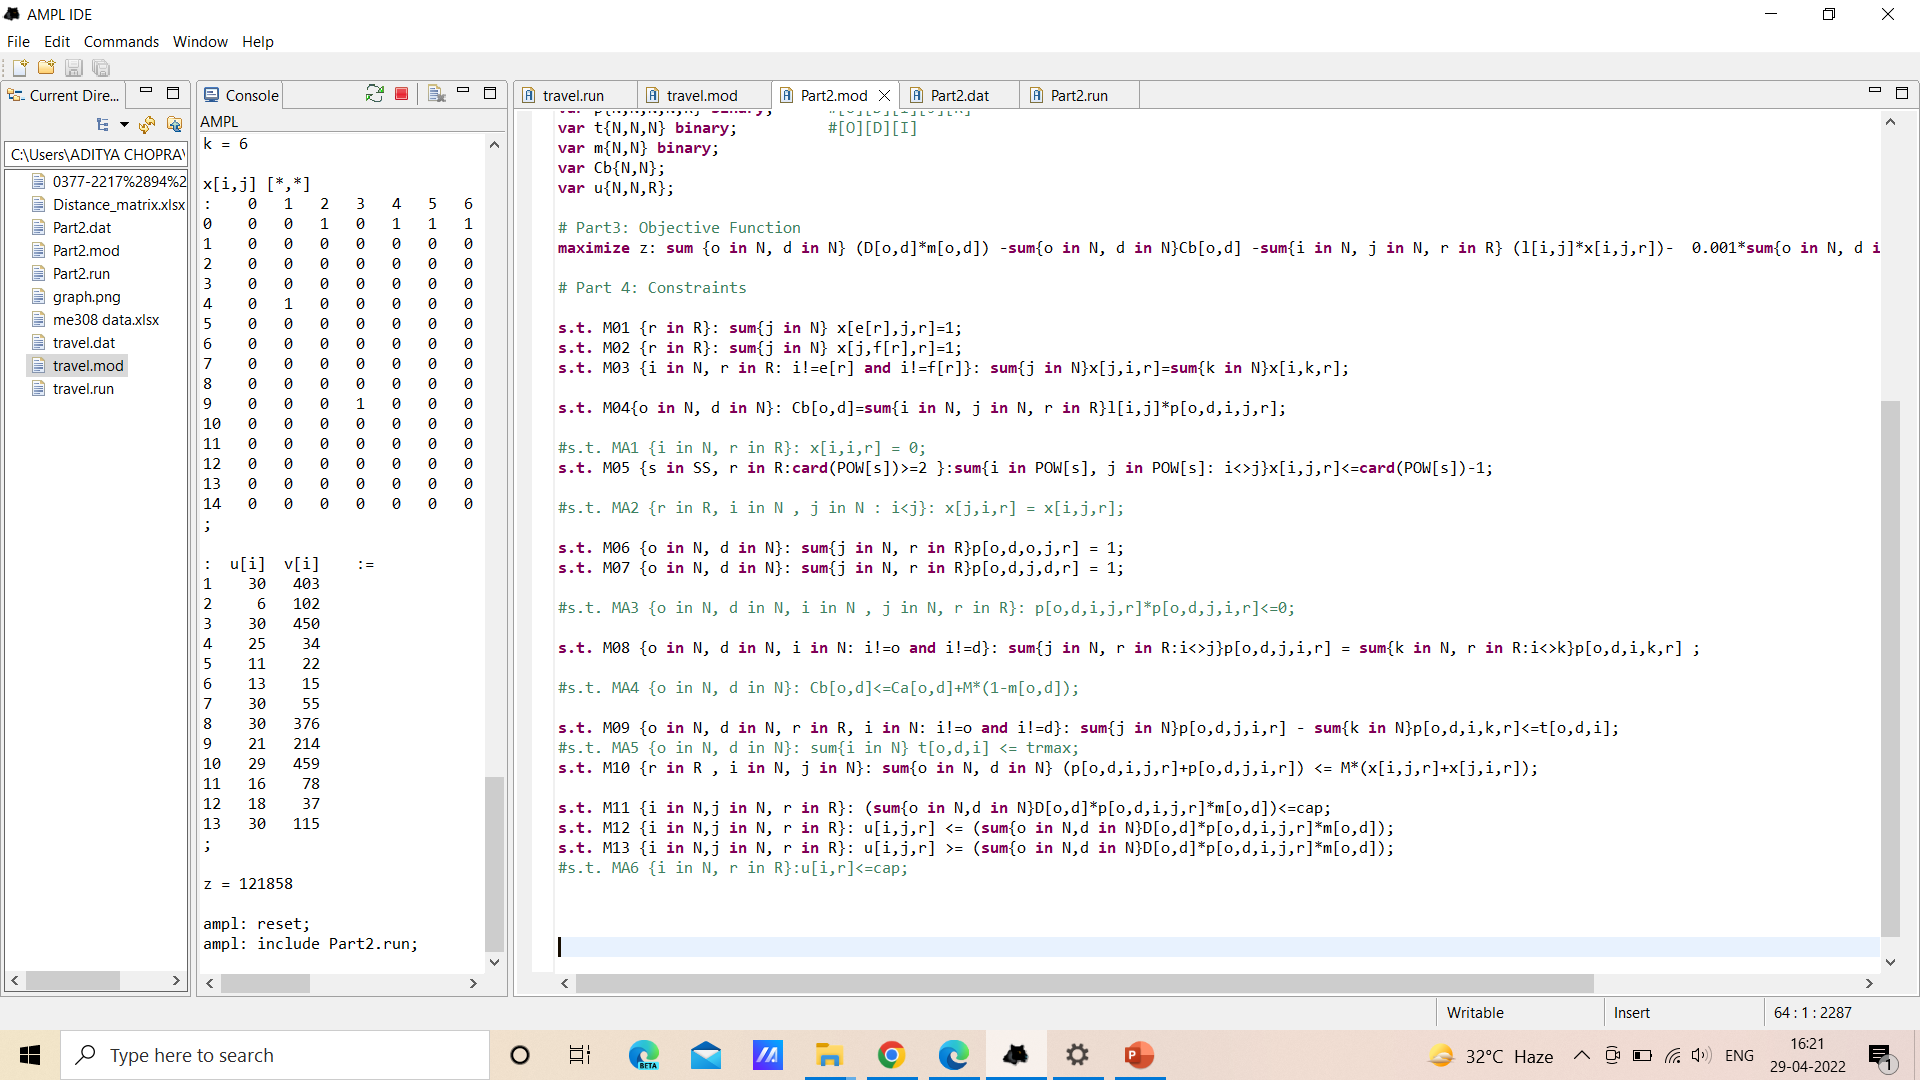 AMPL IDE
File Edit Commands Window Help
Current Dire...
C:\Users\ADITYA CHOPRA\
0377-2217%2894%2
Distance_matrix.xlsx
Part2.dat
Part2.mod
Part2.run
graph.png
me308 data.xlsx
travel.dat
travel.mod
travel.run
Console
AMPL
k = 6
x[i,j] [*,*]
: 0 1 2 3 4 5 6
0 0 0 1 0 1 1 1
1 0 0 0 0 0 0 0
2 0 0 0 0 0 0 0
3 0 0 0 0 0 0 0
4 0 1 0 0 0 0 0
5 0 0 0 0 0 0 0
6 0 0 0 0 0 0 0
7 0 0 0 0 0 0 0
8 0 0 0 0 0 0 0
9 0 0 0 1 0 0 0
10 0 0 0 0 0 0 0
11 0 0 0 0 0 0 0
12 0 0 0 0 0 0 0
13 0 0 0 0 0 0 0
14 0 0 0 0 0 0 0
;
: u[i] v[i] :=
1 30 403
2 6 102
3 30 450
4 25 34
5 11 22
6 13 15
7 30 55
8 30 376
9 21 214
10 29 459
11 16 78
12 18 37
13 30 115
;
z = 121858
ampl: reset;
ampl: include Part2.run;
travel.run travel.mod Part2.mod Part2.dat Part2.run
var t{N,N,N} binary; #[O][D][I]
var m{N,N} binary;
var Cb{N,N};
var u{N,N,R};
# Part3: Objective Function
maximize z: sum {o in N, d in N} (D[o,d]*m[o,d]) -sum{o in N, d in N}Cb[o,d] -sum{i in N, j in N, r in R} (l[i,j]*x[i,j,r])- 0.001*sum{o in N, d i
# Part 4: Constraints
s.t. M01 {r in R}: sum{j in N} x[e[r],j,r]=1;
s.t. M02 {r in R}: sum{j in N} x[j,f[r],r]=1;
s.t. M03 {i in N, r in R: i!=e[r] and i!=f[r]}: sum{j in N}x[j,i,r]=sum{k in N}x[i,k,r];
s.t. M04{o in N, d in N}: Cb[o,d]=sum{i in N, j in N, r in R}l[i,j]*p[o,d,i,j,r];
#s.t. MA1 {i in N, r in R}: x[i,i,r] = 0;
s.t. M05 {s in SS, r in R:card(POW[s])>=2 }:sum{i in POW[s], j in POW[s]: i<>j}x[i,j,r]<=card(POW[s])-1;
#s.t. MA2 {r in R, i in N , j in N : i<j}: x[j,i,r] = x[i,j,r];
s.t. M06 {o in N, d in N}: sum{j in N, r in R}p[o,d,o,j,r] = 1;
s.t. M07 {o in N, d in N}: sum{j in N, r in R}p[o,d,j,d,r] = 1;
#s.t. MA3 {o in N, d in N, i in N , j in N, r in R}: p[o,d,i,j,r]*p[o,d,j,i,r]<=0;
s.t. M08 {o in N, d in N, i in N: i!=o and i!=d}: sum{j in N, r in R:i<>j}p[o,d,j,i,r] = sum{k in N, r in R:i<>k}p[o,d,i,k,r] ;
#s.t. MA4 {o in N, d in N}: Cb[o,d]<=Ca[o,d]+M*(1-m[o,d]);
s.t. M09 {o in N, d in N, r in R, i in N: i!=o and i!=d}: sum{j in N}p[o,d,j,i,r] - sum{k in N}p[o,d,i,k,r]<=t[o,d,i];
#s.t. MA5 {o in N, d in N}: sum{i in N} t[o,d,i] <= trmax;
s.t. M10 {r in R , i in N, j in N}: sum{o in N, d in N} (p[o,d,i,j,r]+p[o,d,j,i,r]) <= M*(x[i,j,r]+x[j,i,r]);
s.t. M11 {i in N,j in N, r in R}: (sum{o in N,d in N}D[o,d]*p[o,d,i,j,r]*m[o,d])<=cap;
s.t. M12 {i in N,j in N, r in R}: u[i,j,r] <= (sum{o in N,d in N}D[o,d]*p[o,d,i,j,r]*m[o,d]);
s.t. M13 {i in N,j in N, r in R}: u[i,j,r] >= (sum{o in N,d in N}D[o,d]*p[o,d,i,j,r]*m[o,d]);
#s.t. MA6 {i in N, r in R}:u[i,r]<=cap;
Writable Insert 64 : 1 : 2287
Type here to search
BETA
32°C Haze
ENG
16:21
29-04-2022
1